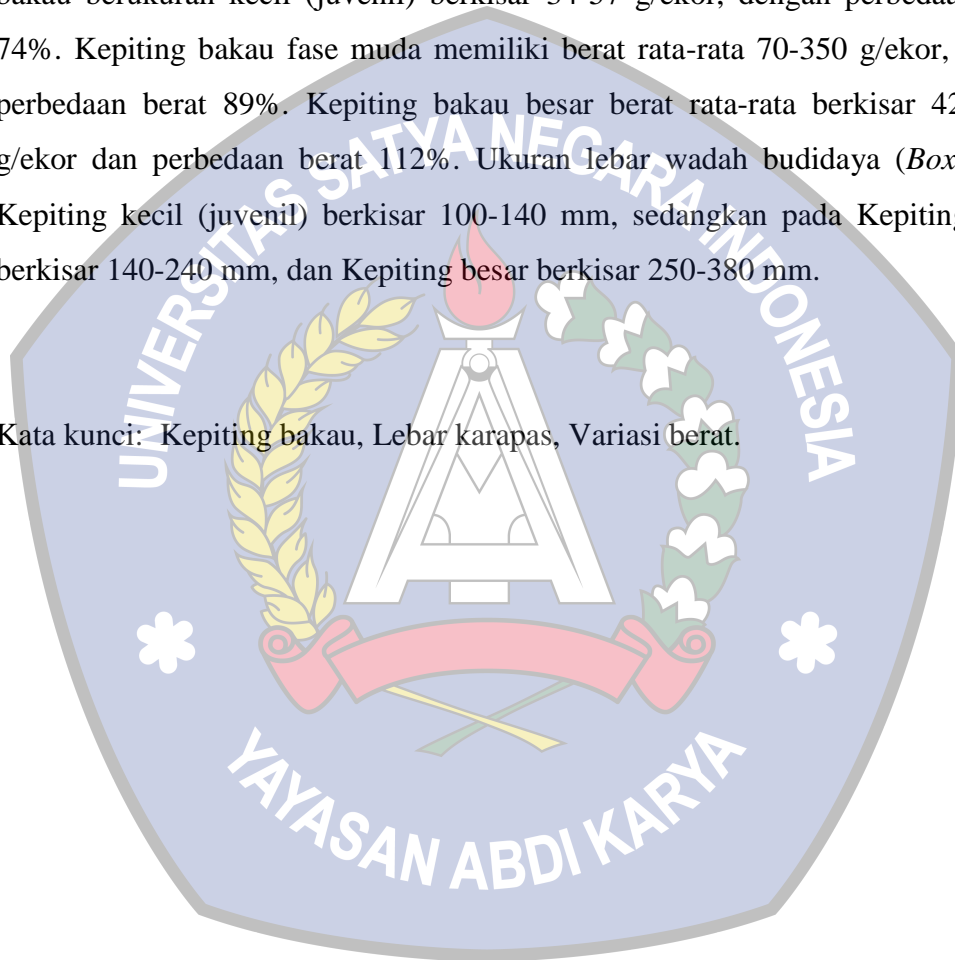 bakau berukuran kecil (juvenil) berkisar 34-57 g/ekor, dengan perbedaa
74%. Kepiting bakau fase muda memiliki berat rata-rata 70-350 g/ekor,
perbedaan berat 89%. Kepiting bakau besar berat rata-rata berkisar 42
g/ekor dan perbedaan berat 112%. Ukuran lebar wadah budidaya (Box
Kepiting kecil (juvenil) berkisar 100-140 mm, sedangkan pada Kepiting
berkisar 140-240 mm, dan Kepiting besar berkisar 250-380 mm.
Kata kunci: Kepiting bakau, Lebar karapas, Variasi berat.
UNIVERSITAS SATYA NEGARA INDONESIA
YAYASAN ABDI KARYA